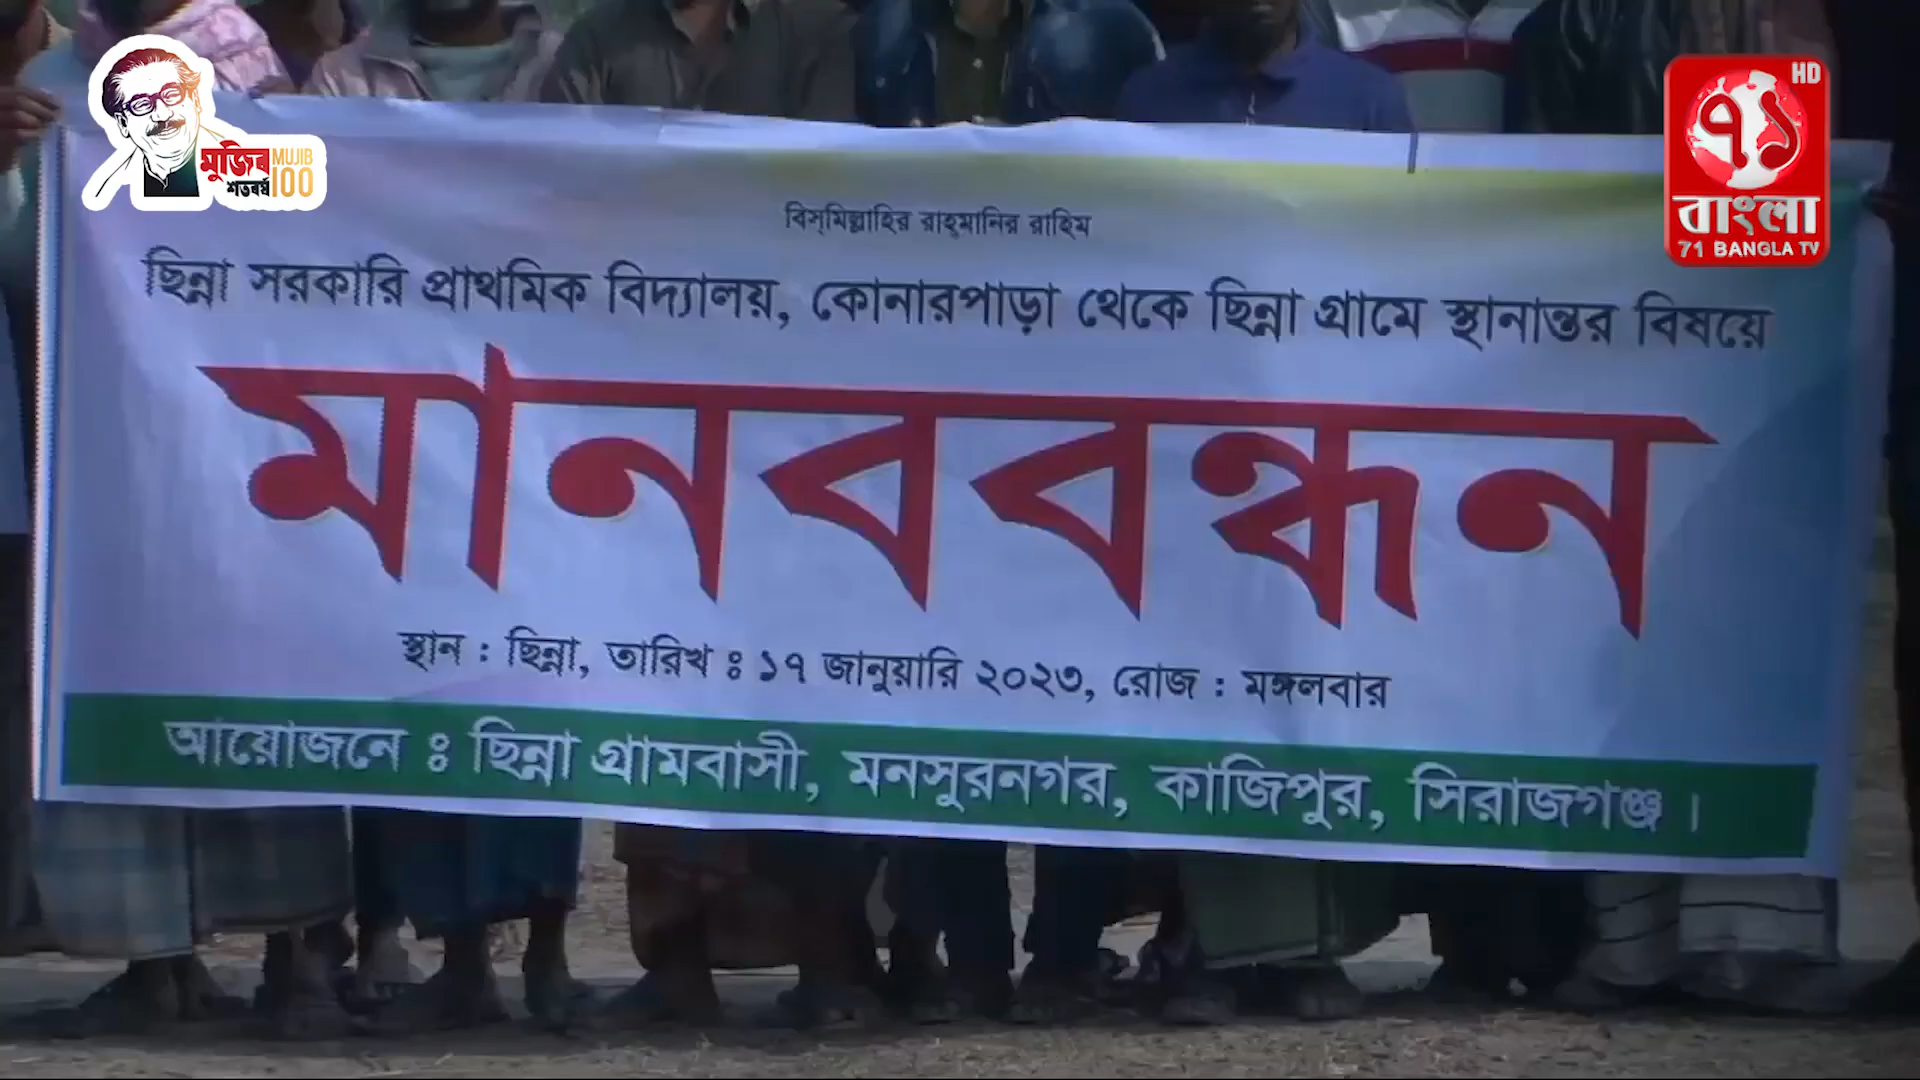 মুজিব
শতবর্ষ
MUJIB
100
HD
৭১
বাংলা
71 BANGLA TV
বিস্‌মিল্লাহির রাহ্‌মানির রাহিম
ছিন্না সরকারি প্রাথমিক বিদ্যালয়, কোনারপাড়া থেকে ছিন্না গ্রামে স্থানান্তর বিষয়ে
মানববন্ধন
স্থান : ছিন্না, তারিখ ঃ ১৭ জানুয়ারি ২০২৩, রোজ : মঙ্গলবার
আয়োজনে ঃ ছিন্না গ্রামবাসী, মনসুরনগর, কাজিপুর, সিরাজগঞ্জ।